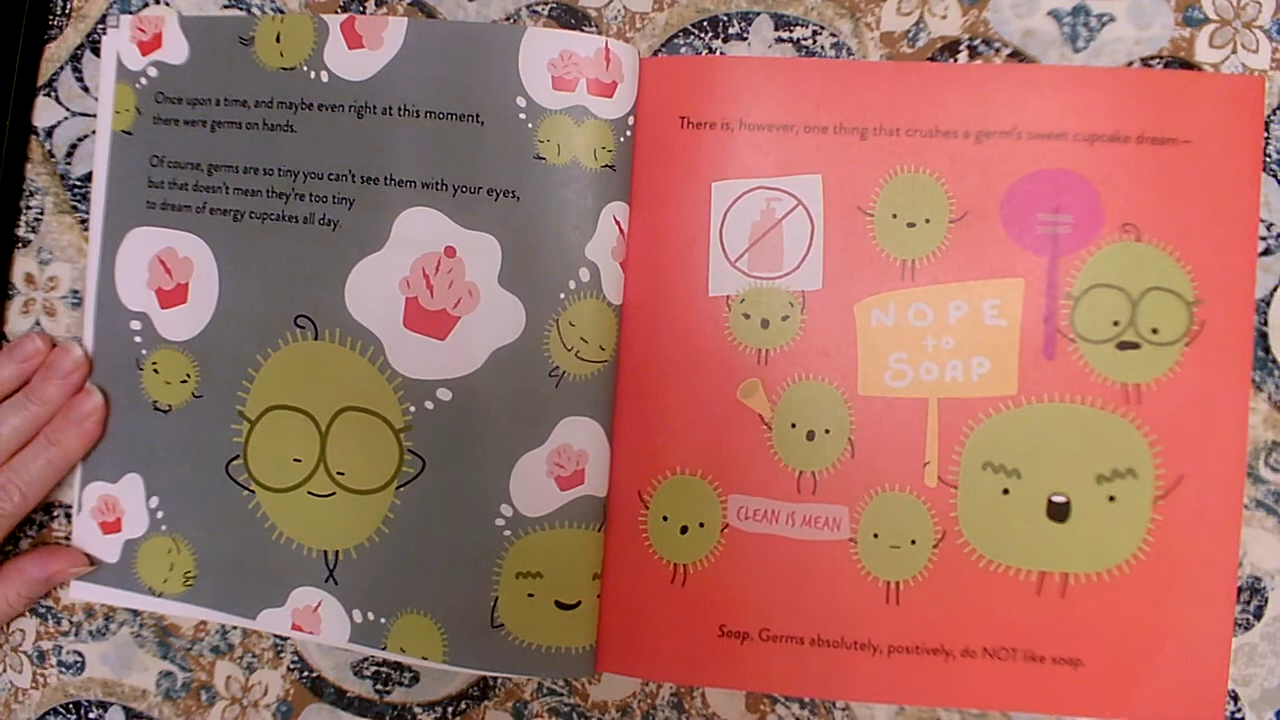 Once upon a time, and maybe even right at this moment,
there were germs on hands.
Of course, germs are so tiny you can't see them with your eyes,
but that doesn't mean they're too tiny
to dream of energy cupcakes all day.
There is, however, one thing that crushes a germ's sweet cupcake dream—
NOPE
to
SOAP
CLEAN IS MEAN
Soap. Germs absolutely, positively, do NOT like soap.